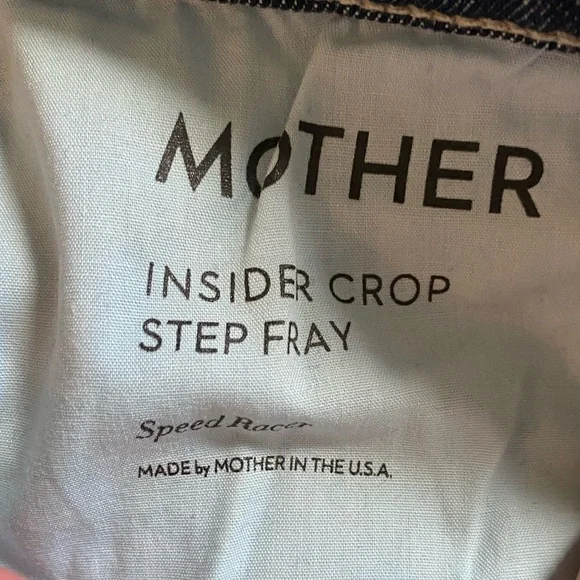 MOTHER
INSIDER CROP
STEP FRAY
Speed Racer
MADE by MOTHER IN THE U.S.A.